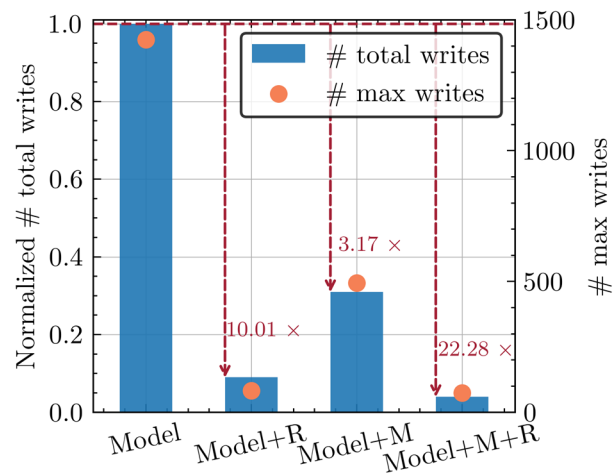 Normalized # total writes
1.0
0.8
0.6
0.4
0.2
0.0
# total writes
# max writes
10.01 ×
3.17 ×
22.28 ×
1500
1000
500
0
# max writes
Model
Model+R
Model+M
Model+M+R